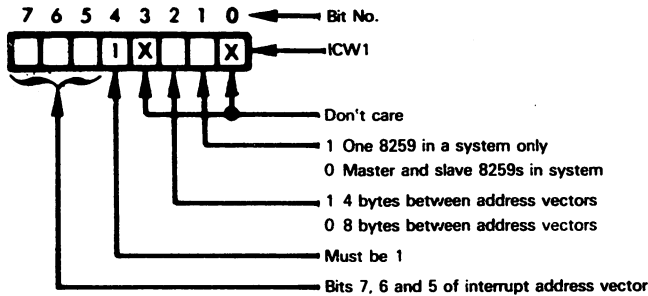 7 6 5 4 3 2 1 0 Bit No.
1 X X ICW1
Don't care
1 One 8259 in a system only
0 Master and slave 8259s in system
1 4 bytes between address vectors
0 8 bytes between address vectors
Must be 1
Bits 7, 6 and 5 of interrupt address vector